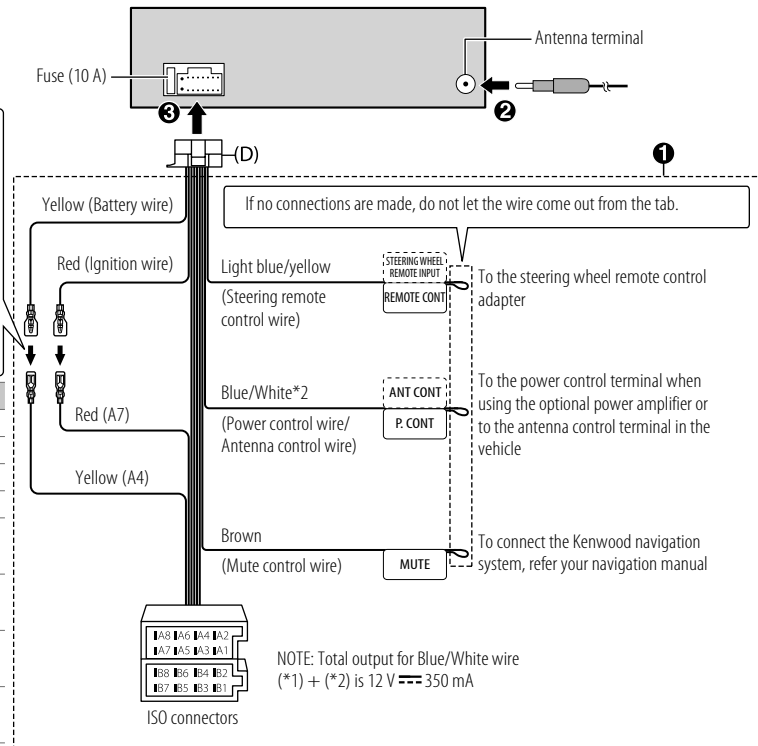 Antenna terminal
Fuse (10 A)
❸
❷
(D)
❶
Yellow (Battery wire)
If no connections are made, do not let the wire come out from the tab.
Red (Ignition wire)
Light blue/yellow
(Steering remote
control wire)
STEERING WHEEL
REMOTE INPUT
REMOTE CONT
To the steering wheel remote control
adapter
Blue/White*2
(Power control wire/
Antenna control wire)
ANT CONT
P. CONT
To the power control terminal when
using the optional power amplifier or
to the antenna control terminal in the
vehicle
Red (A7)
Yellow (A4)
Brown
(Mute control wire)
MUTE
To connect the Kenwood navigation
system, refer your navigation manual
A8 A6 A4 A2
A7 A5 A3 A1
B8 B6 B4 B2
B7 B5 B3 B1
ISO connectors
NOTE: Total output for Blue/White wire
(*1) + (*2) is 12 V ⎓ 350 mA